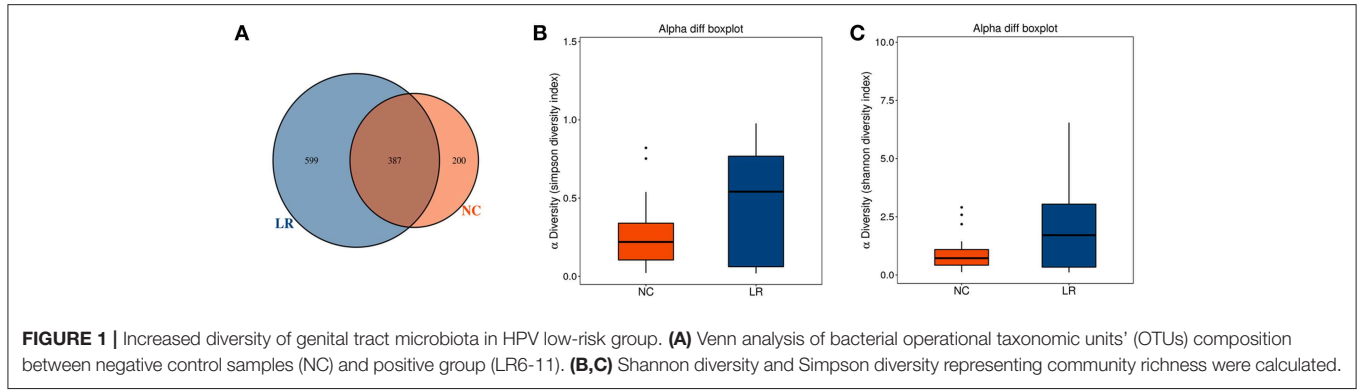 A
599
387
200
LR
NC
B
Alpha diff boxplot
α Diversity (simpson diversity index)
1.5
1.0
0.5
0.0
NC
LR
C
Alpha diff boxplot
α Diversity (shannon diversity index)
10.0
7.5
5.0
2.5
0.0
NC
LR
FIGURE 1 | Increased diversity of genital tract microbiota in HPV low-risk group. (A) Venn analysis of bacterial operational taxonomic units' (OTUs) composition
between negative control samples (NC) and positive group (LR6-11). (B,C) Shannon diversity and Simpson diversity representing community richness were calculated.